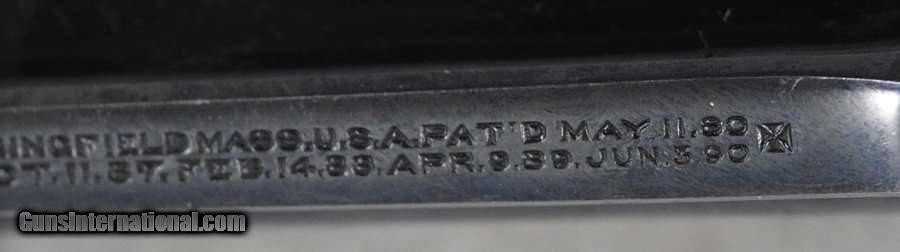 INGFIELD MASS.U.S.A.PAT'D MAY.11.80
CT.11.87.FEB.14.88.APR.9.89.JUN.3.90
GunsInternational.com